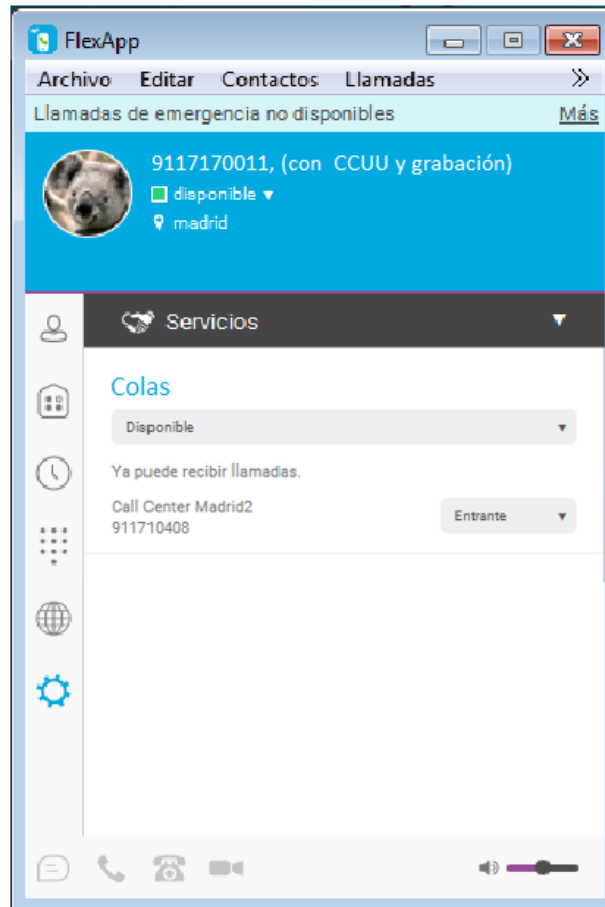 FlexApp
Archivo Editar Contactos Llamadas
Llamadas de emergencia no disponibles Más
9117170011, (con CCUU y grabación)
disponible
madrid
Servicios
Colas
Disponible
Ya puede recibir llamadas.
Call Center Madrid2
911710408
Entrante